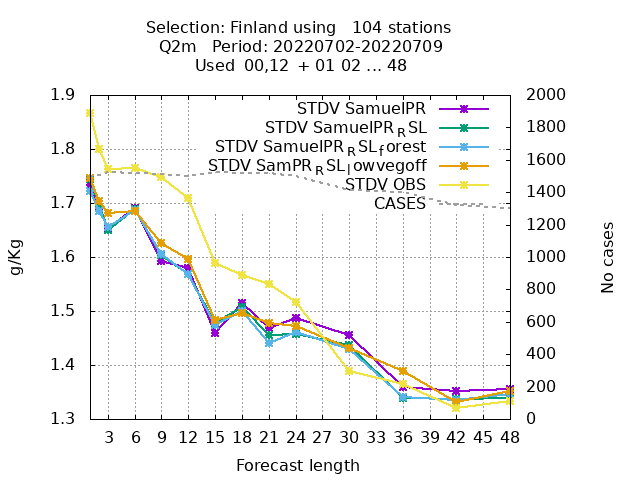 Selection: Finland using   104 stations
Q2m   Period: 20220702-20220709
Used  00,12  + 01 02 ... 48
1.9 2000
STDV SamuelPR
STDV SamuelPR_RSL
1800
1.8 STDV SamuelPR_RSL_forest
1600
STDV SamPR_RSL_lowvegoff
STDV OBS
1400
1.7 CASES
1200
1.6 1000
800
1.5
600
1.4 400
200
1.3 0
3 6 9 12 15 18 21 24 27 30 33 36 39 42 45 48
g/Kg
No cases
Forecast length